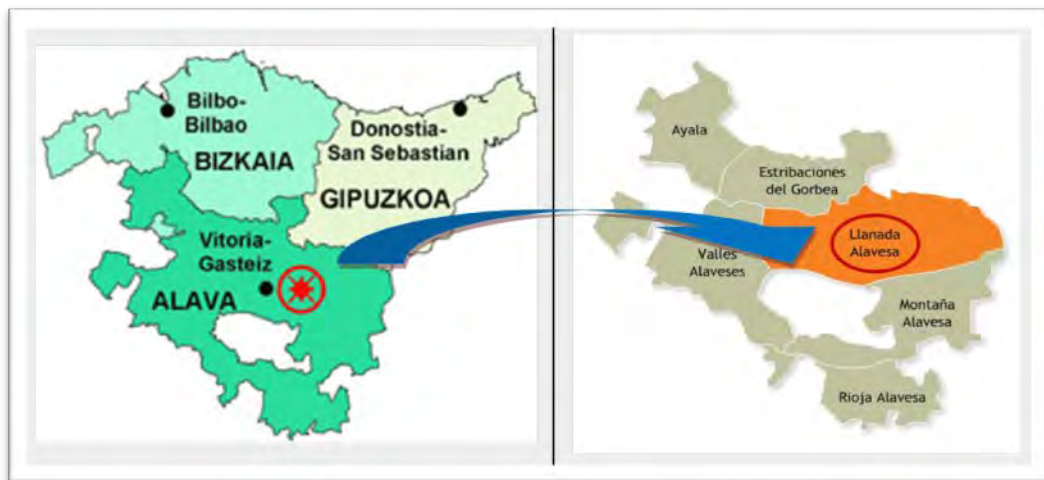 Bilbo-
Bilbao
BIZKAIA
Donostia-
San Sebastian
GIPUZKOA
Vitoria-
Gasteiz
ALAVA
Ayala
Estribaciones
del Gorbea
Llanada
Alavesa
Valles
Alaveses
Montaña
Alavesa
Rioja Alavesa